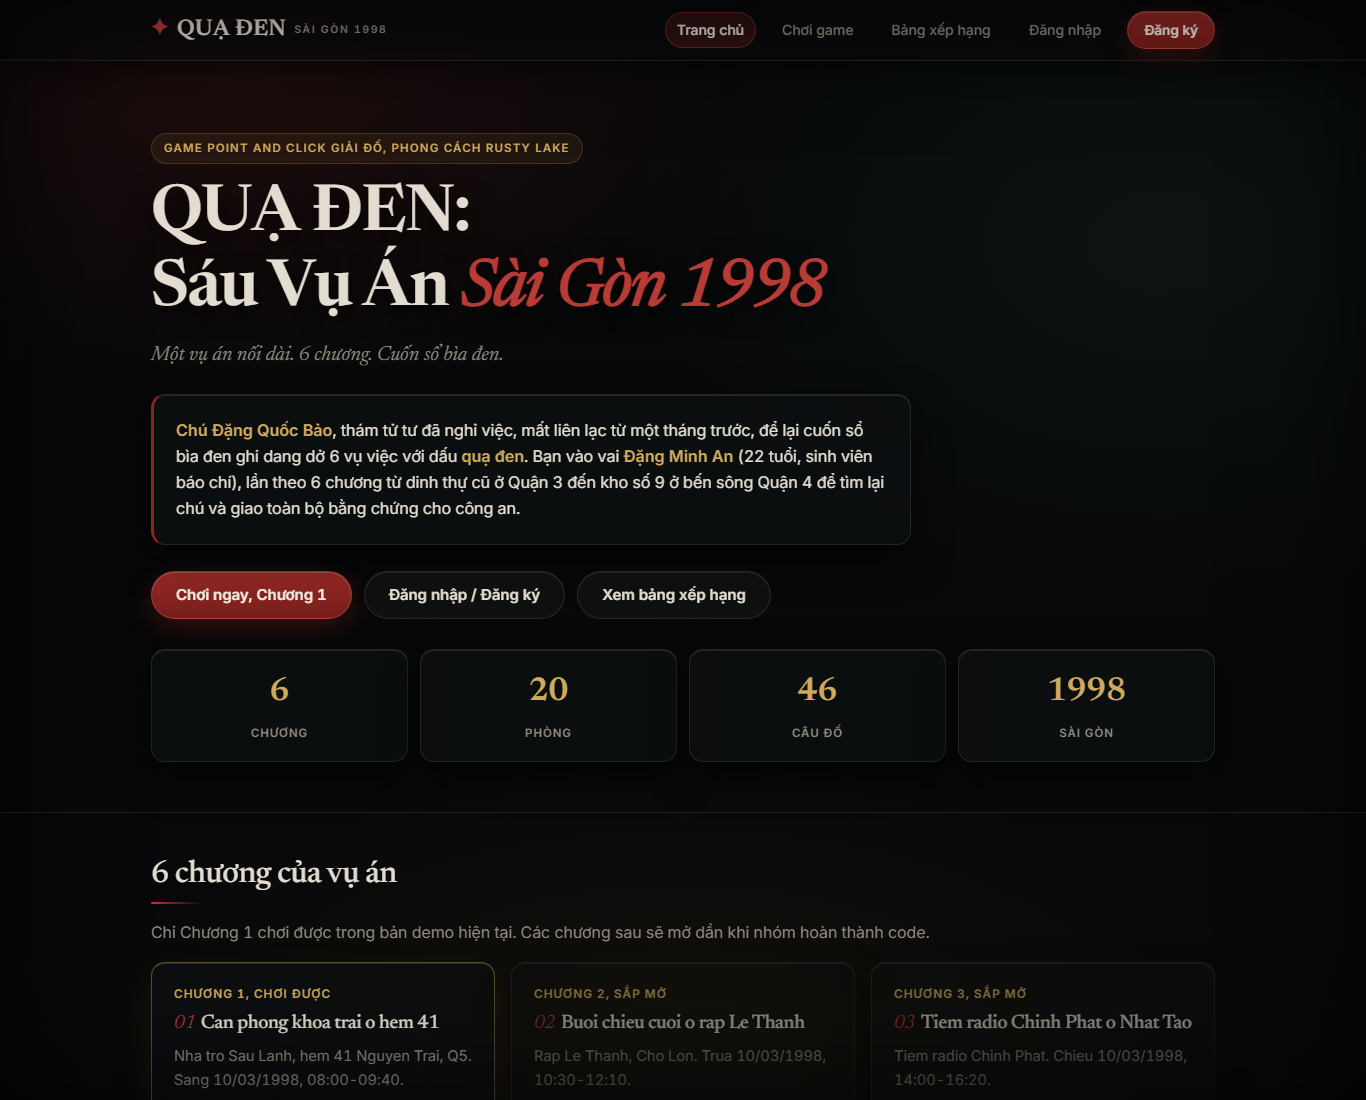 ✦ QUẠ ĐEN SÀI GÒN 1998
Trang chủ
Chơi game
Bảng xếp hạng
Đăng nhập
Đăng ký
GAME POINT AND CLICK GIẢI ĐỐ, PHONG CÁCH RUSTY LAKE
QUẠ ĐEN:
Sáu Vụ Án Sài Gòn 1998
Một vụ án nối dài. 6 chương. Cuốn sổ bìa đen.
Chú Đặng Quốc Bảo, thám tử tư đã nghỉ việc, mất liên lạc từ một tháng trước, để lại cuốn sổ
bìa đen ghi dang dở 6 vụ việc với dấu quạ đen. Bạn vào vai Đặng Minh An (22 tuổi, sinh viên
báo chí), lần theo 6 chương từ dinh thự cũ ở Quận 3 đến kho số 9 ở bến sông Quận 4 để tìm lại
chú và giao toàn bộ bằng chứng cho công an.
Chơi ngay, Chương 1
Đăng nhập / Đăng ký
Xem bảng xếp hạng
6
CHƯƠNG
20
PHÒNG
46
CÂU ĐỐ
1998
SÀI GÒN
6 chương của vụ án
Chỉ Chương 1 chơi được trong bản demo hiện tại. Các chương sau sẽ mở dần khi nhóm hoàn thành code.
CHƯƠNG 1, CHƠI ĐƯỢC
01 Can phong khoa trai o hem 41
Nha tro Sau Lanh, hem 41 Nguyen Trai, Q5.
Sang 10/03/1998, 08:00-09:40.
CHƯƠNG 2, SẮP MỞ
02 Buoi chieu cuoi o rap Le Thanh
Rap Le Thanh, Cho Lon. Trua 10/03/1998,
10:30-12:10.
CHƯƠNG 3, SẮP MỞ
03 Tiem radio Chinh Phat o Nhat Tao
Tiem radio Chinh Phat. Chieu 10/03/1998,
14:00-16:20.